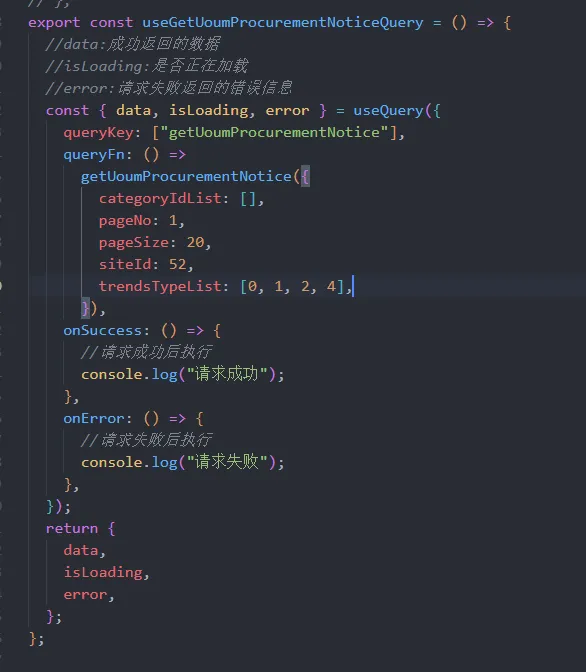 // },
export const useGetUoumProcurementNoticeQuery = () => {
//data:成功返回的数据
//isLoading:是否正在加载
//error:请求失败返回的错误信息
const { data, isLoading, error } = useQuery({
queryKey: ["getUoumProcurementNotice"],
queryFn: () =>
getUoumProcurementNotice({
categoryIdList: [],
pageNo: 1,
pageSize: 20,
siteId: 52,
trendsTypeList: [0, 1, 2, 4],
}),
onSuccess: () => {
//请求成功后执行
console.log("请求成功");
},
onError: () => {
//请求失败后执行
console.log("请求失败");
},
});
return {
data,
isLoading,
error,
};
};